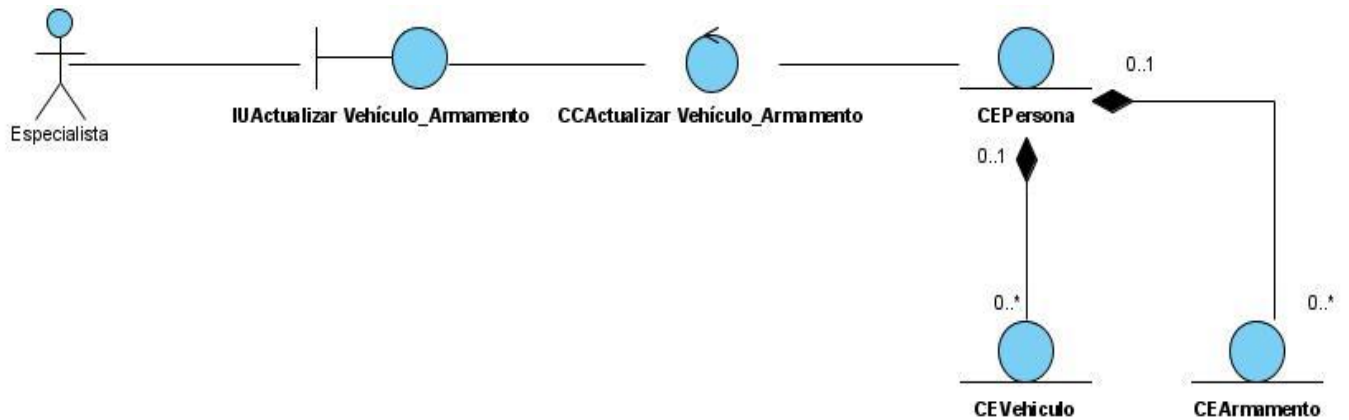 0..1
Especialista
IUActualizar Vehículo_Armamento
CCActualizar Vehículo_Armamento
CEPersona
0..1
0..*
0..*
CEVehiculo
CEArmamento